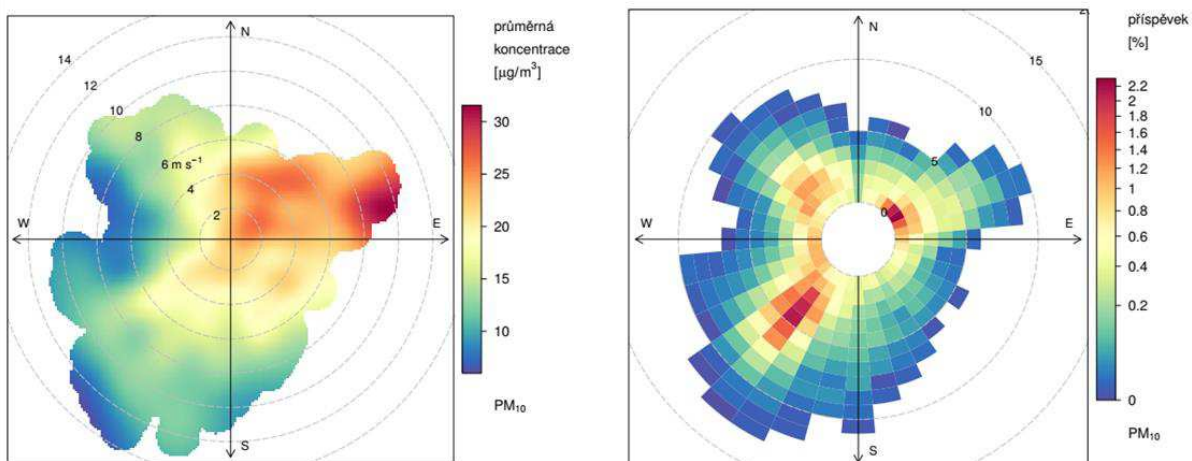 N
průměrná
koncentrace
[μg/m³]
14
12
10
8
6 m s⁻¹
4
2
W
E
S
30
25
20
15
10
PM₁₀
N
příspěvek
[%]
15
10
5
0
W
E
S
2.2
2
1.8
1.6
1.4
1.2
1
0.8
0.6
0.4
0.2
0
PM₁₀